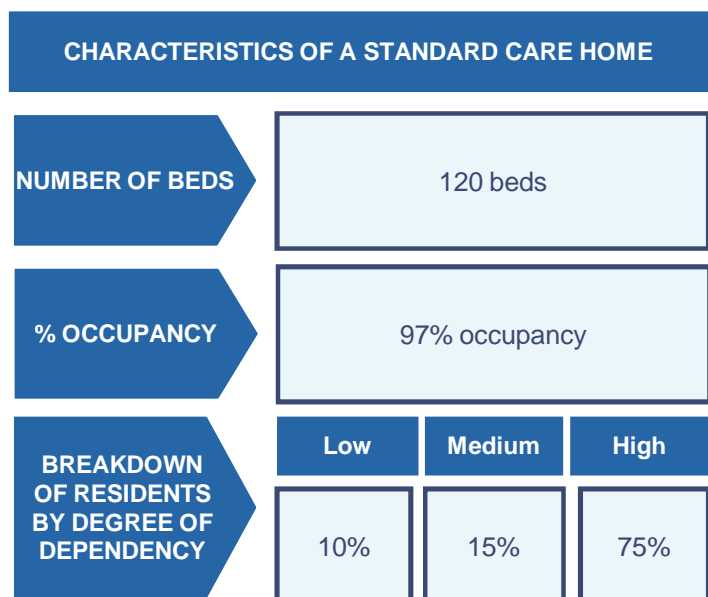 CHARACTERISTICS OF A STANDARD CARE HOME
NUMBER OF BEDS
120 beds
% OCCUPANCY
97% occupancy
BREAKDOWN
OF RESIDENTS
BY DEGREE OF
DEPENDENCY
Low
Medium
High
10%
15%
75%